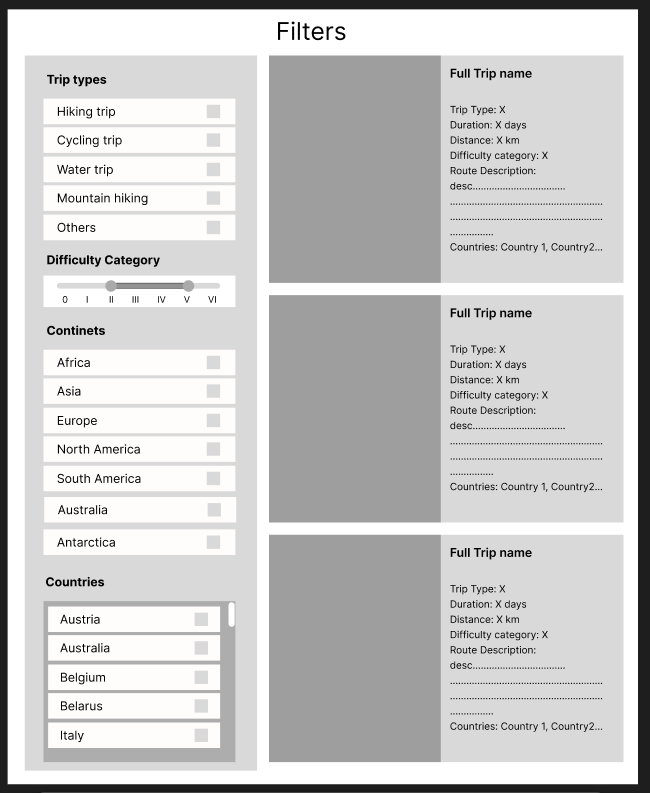 Filters
Trip types
Hiking trip
Cycling trip
Water trip
Mountain hiking
Others
Difficulty Category
0 I II III IV V VI
Continets
Africa
Asia
Europe
North America
South America
Australia
Antarctica
Countries
Austria
Australia
Belgium
Belarus
Italy
Full Trip name
Trip Type: X
Duration: X days
Distance: X km
Difficulty category: X
Route Description:
desc..................................
........................................................
........................................................
................
Countries: Country 1, Country2...
Full Trip name
Trip Type: X
Duration: X days
Distance: X km
Difficulty category: X
Route Description:
desc..................................
........................................................
........................................................
................
Countries: Country 1, Country2...
Full Trip name
Trip Type: X
Duration: X days
Distance: X km
Difficulty category: X
Route Description:
desc..................................
........................................................
........................................................
................
Countries: Country 1, Country2...